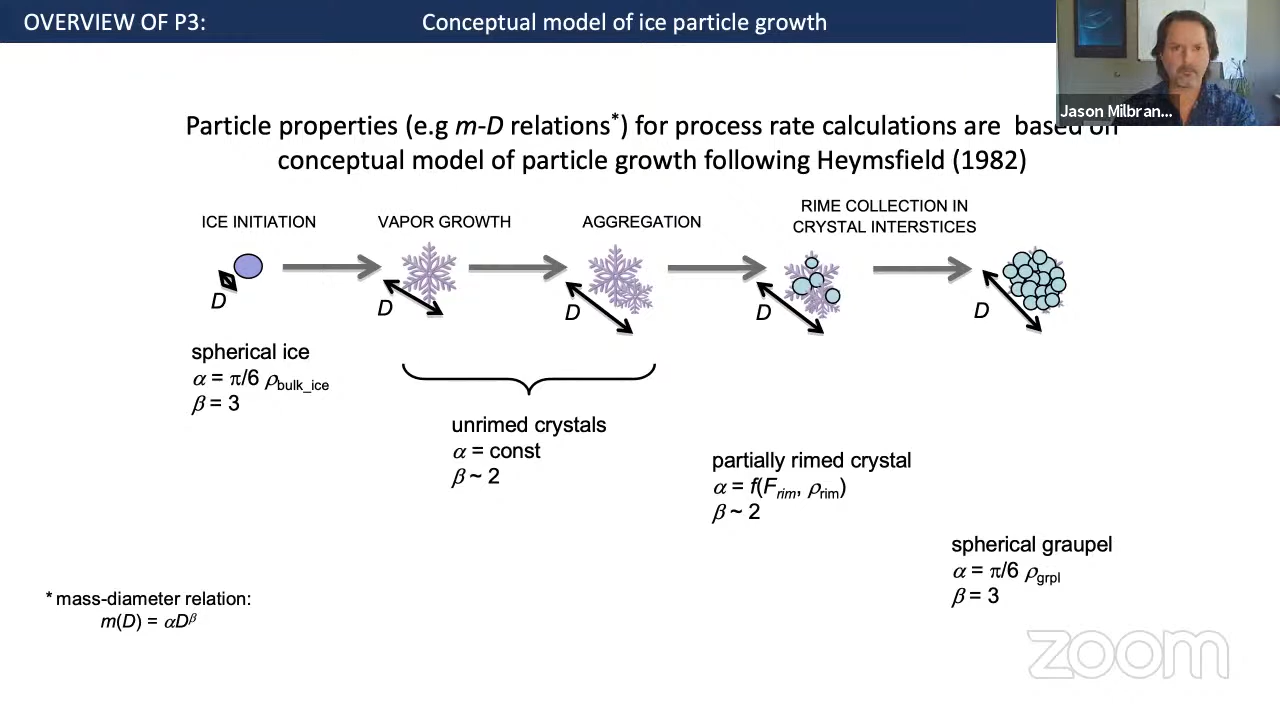 OVERVIEW OF P3:
Conceptual model of ice particle growth
Jason Milbran...
Particle properties (e.g m-D relations*) for process rate calculations are based on
conceptual model of particle growth following Heymsfield (1982)
ICE INITIATION
VAPOR GROWTH
AGGREGATION
RIME COLLECTION IN
CRYSTAL INTERSTICES
D
D
D
D
D
spherical ice
α = π/6 ρbulk_ice
β = 3
unrimed crystals
α = const
β ~ 2
partially rimed crystal
α = f(Frim, ρrim)
β ~ 2
spherical graupel
α = π/6 ρgrpl
β = 3
* mass-diameter relation:
m(D) = αDᵝ
zoom